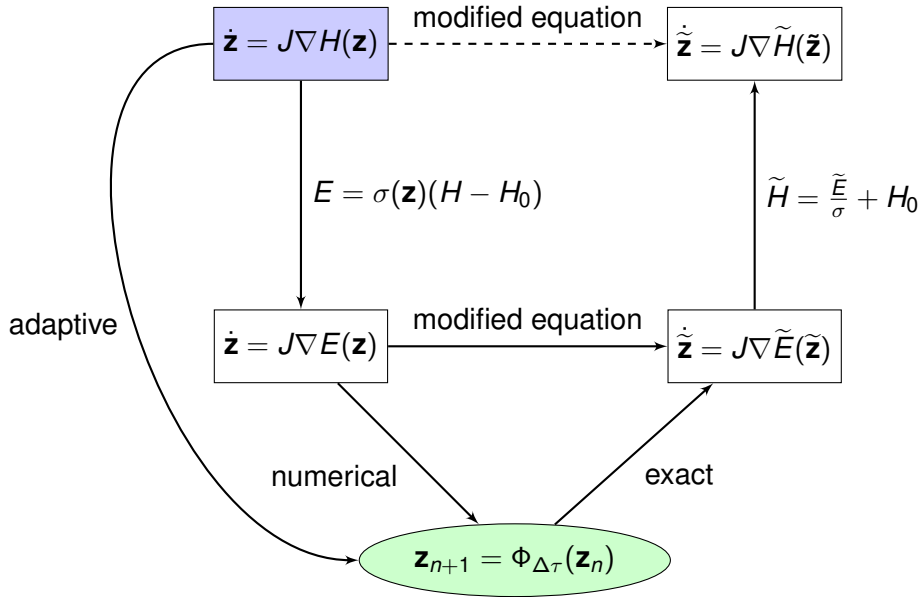 ż = J∇H(z)
modified equation
z̃̇ = J∇H̃(z̃)
E = σ(z)(H − H₀)
H̃ = Ẽ/σ + H₀
adaptive
ż = J∇E(z)
modified equation
z̃̇ = J∇Ẽ(z̃)
numerical
exact
zₙ₊₁ = Φ_Δτ(zₙ)